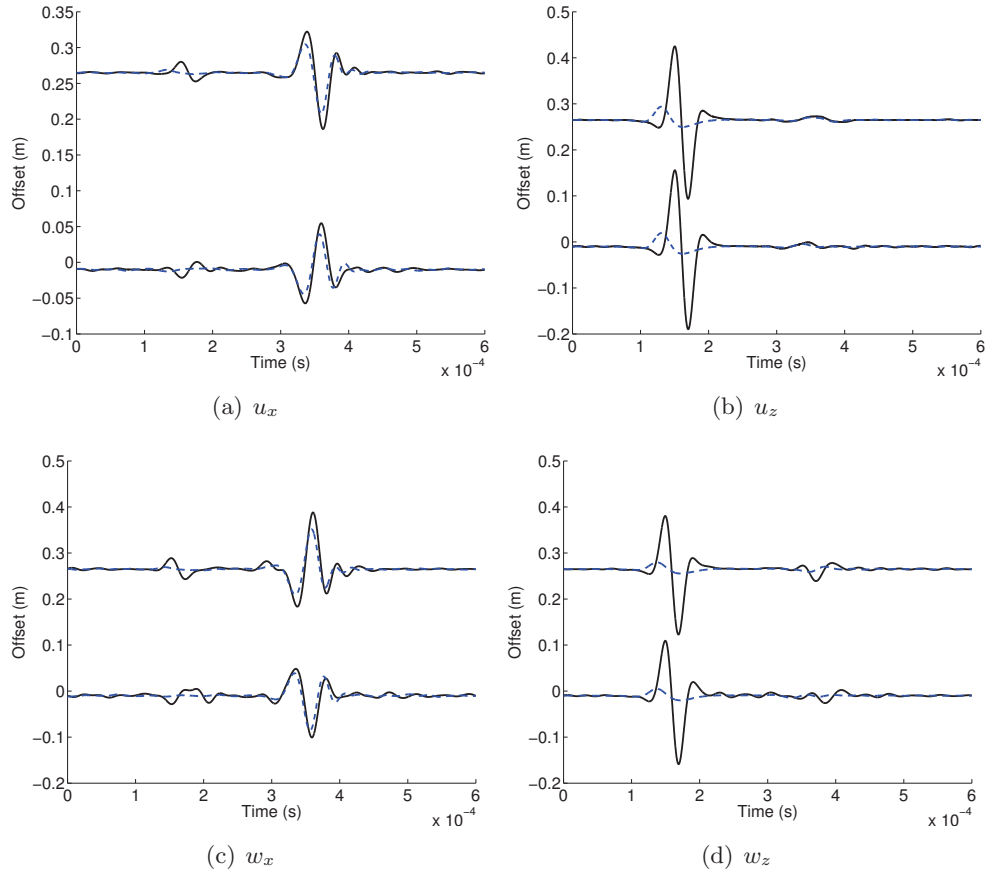 0.35
0.3
0.25
0.2
0.15
0.1
0.05
0
−0.05
−0.1
Offset (m)
0 1 2 3 4 5 6
Time (s)
x 10⁻⁴
(a) uₓ
0.5
0.4
0.3
0.2
0.1
0
−0.1
−0.2
Offset (m)
0 1 2 3 4 5 6
Time (s)
x 10⁻⁴
(b) u_z
0.5
0.4
0.3
0.2
0.1
0
−0.1
−0.2
Offset (m)
0 1 2 3 4 5 6
Time (s)
x 10⁻⁴
(c) wₓ
0.5
0.4
0.3
0.2
0.1
0
−0.1
−0.2
Offset (m)
0 1 2 3 4 5 6
Time (s)
x 10⁻⁴
(d) w_z